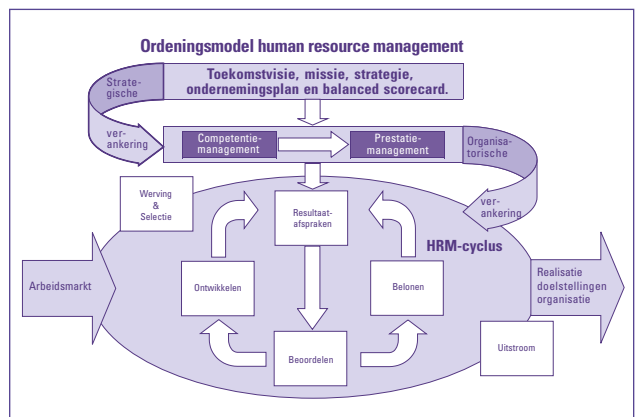 Ordeningsmodel human resource management
Strate-
gische
Toekomstvisie, missie, strategie,
ondernemingsplan en balanced scorecard.
ver-
ankering
Competentie-
management
Prestatie-
management
Organisa-
torische
ver-
ankering
Werving
&
Selectie
Resultaat-
afspraken
HRM-cyclus
Arbeidsmarkt
Ontwikkelen
Belonen
Realisatie
doelstellingen
organisatie
Beoordelen
Uitstroom